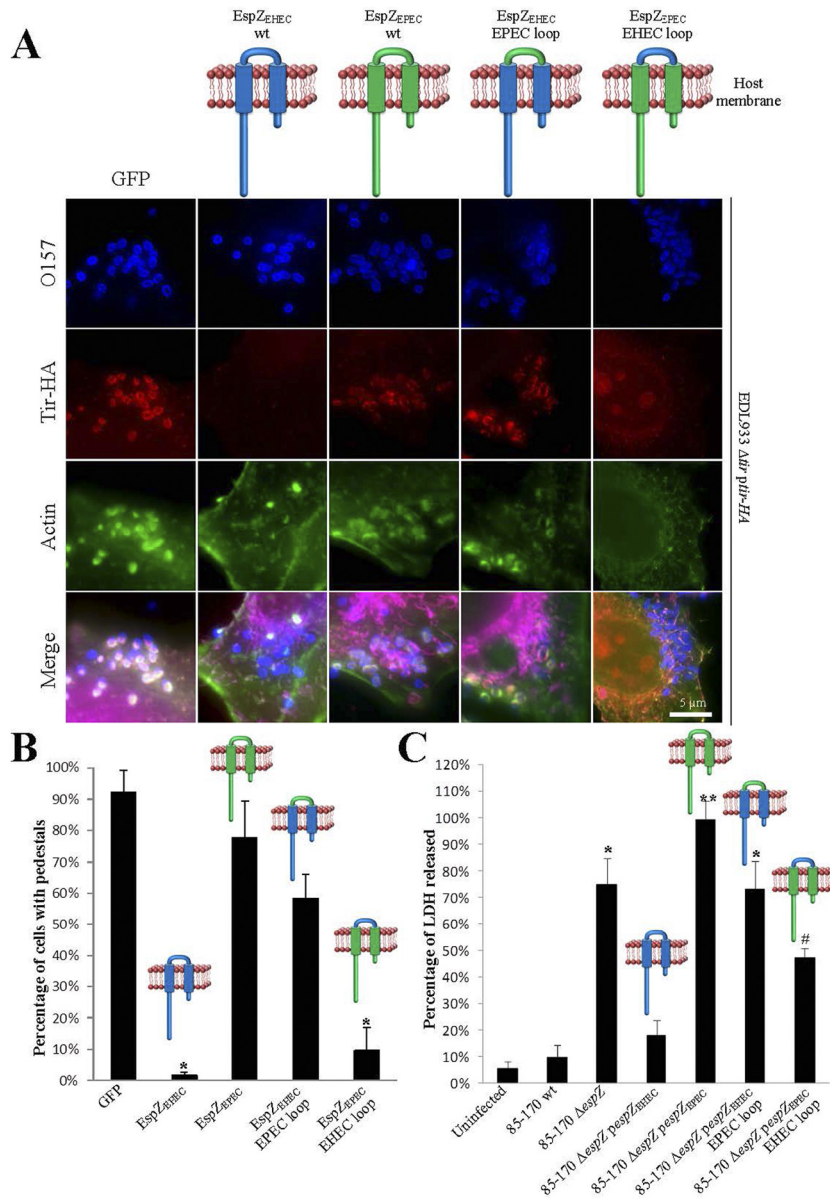 A
EspZEHEC
wt
EspZEPEC
wt
EspZEHEC
EPEC loop
EspZEPEC
EHEC loop
Host
membrane
GFP
O157
Tir-HA
Actin
Merge
EDL933 Δtir ptir-HA
5 µm
B
Percentage of cells with pedestals
100%
90%
80%
70%
60%
50%
40%
30%
20%
10%
0%
*
*
GFP
EspZEHEC
EspZEPEC
EspZEHEC
EPEC loop
EspZEPEC
EHEC loop
C
Percentage of LDH released
120%
110%
100%
90%
80%
70%
60%
50%
40%
30%
20%
10%
0%
*
**
*
#
Uninfected
85-170 wt
85-170 ΔespZ
85-170 ΔespZ pespZEHEC
85-170 ΔespZ pespZEPEC
85-170 ΔespZ pespZEHEC
EPEC loop
85-170 ΔespZ pespZEPEC
EHEC loop